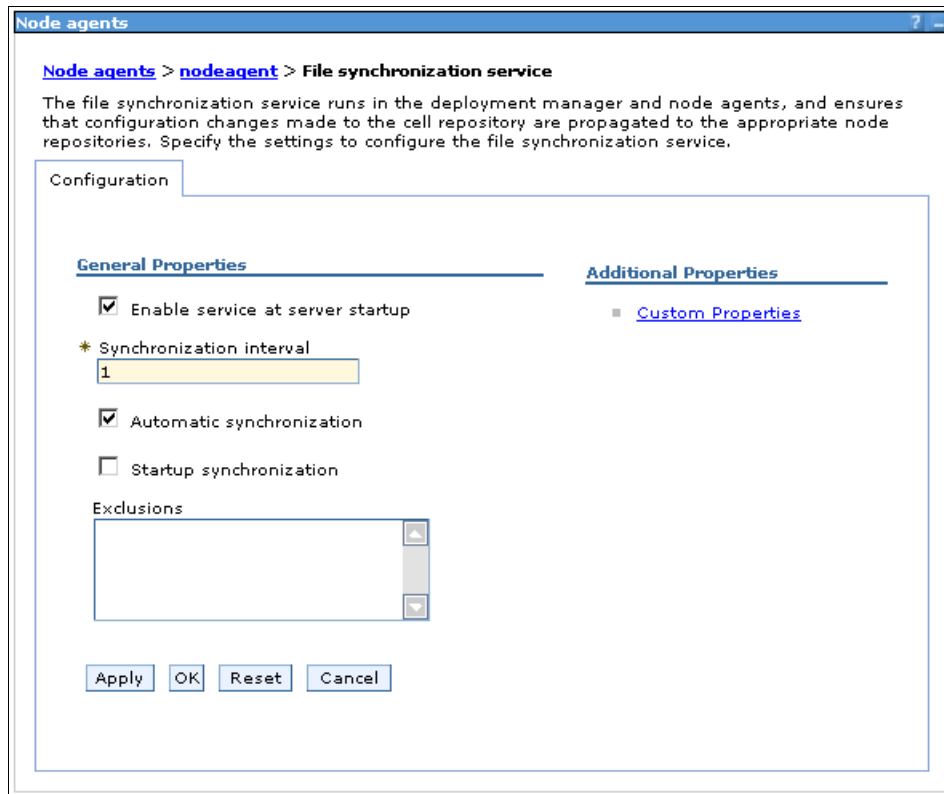 Node agents ? –
Node agents > nodeagent > File synchronization service
The file synchronization service runs in the deployment manager and node agents, and ensures
that configuration changes made to the cell repository are propagated to the appropriate node
repositories. Specify the settings to configure the file synchronization service.
Configuration
General Properties
Enable service at server startup
* Synchronization interval
1
Automatic synchronization
Startup synchronization
Exclusions
Apply OK Reset Cancel
Additional Properties
Custom Properties